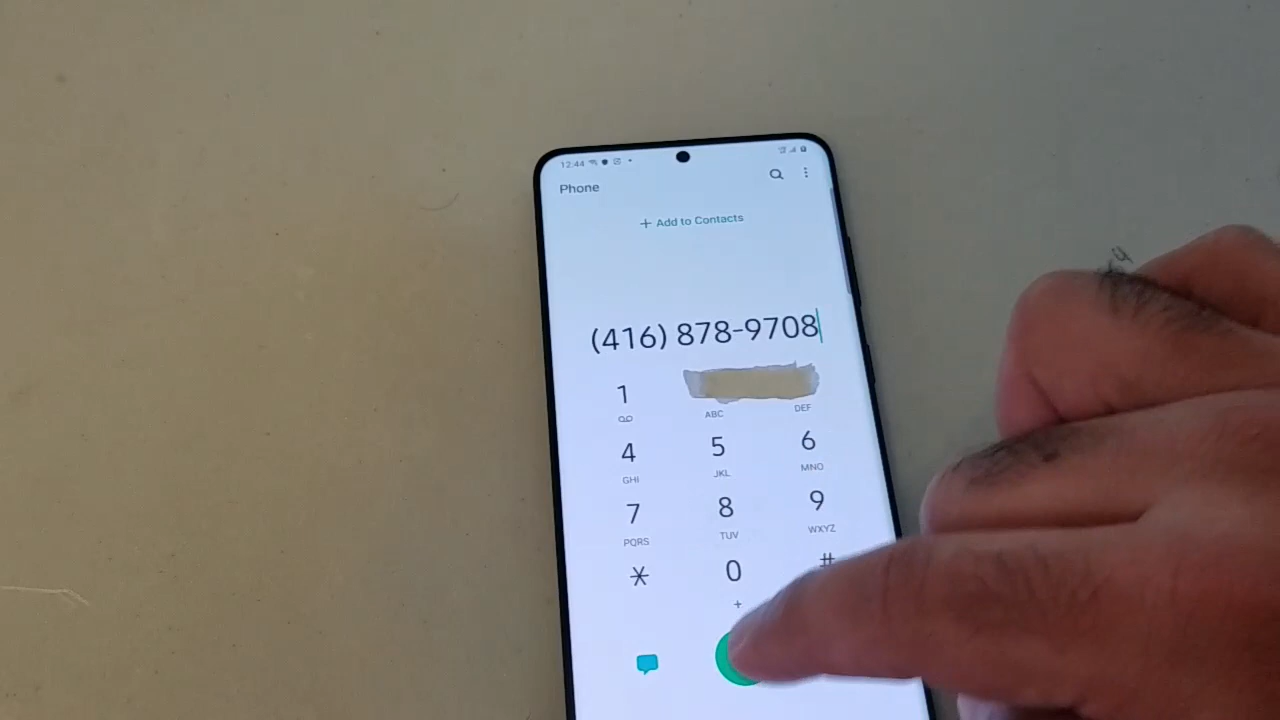 12:44
Phone
+ Add to Contacts
(416) 878-9708
1
ABC DEF
4 5 6
GHI JKL MNO
7 8 9
PQRS TUV WXYZ
* 0 #
+